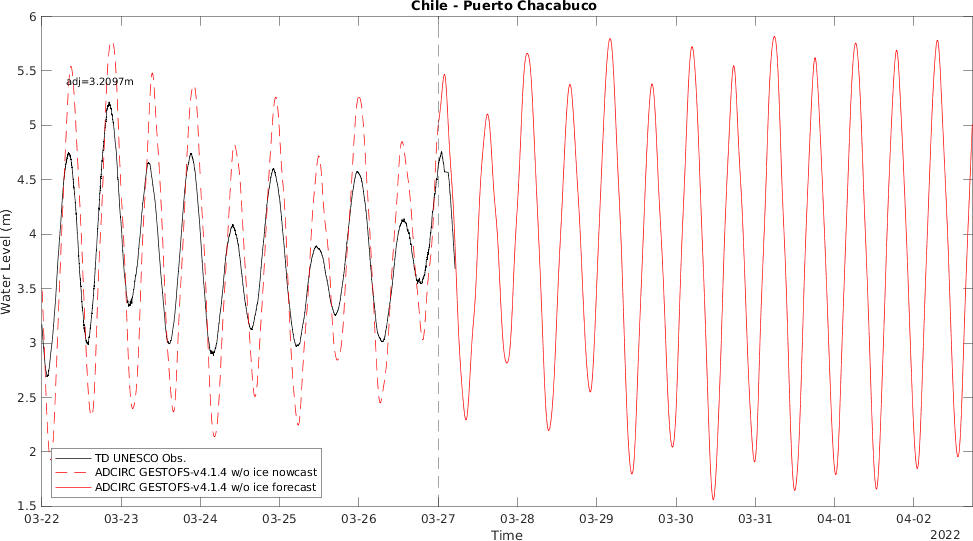 Chile - Puerto Chacabuco
6
5.5
5
4.5
4
3.5
3
2.5
2
1.5
Water Level (m)
adj=3.2097m
TD UNESCO Obs.
ADCIRC GESTOFS-v4.1.4 w/o ice nowcast
ADCIRC GESTOFS-v4.1.4 w/o ice forecast
03-22 03-23 03-24 03-25 03-26 03-27 03-28 03-29 03-30 03-31 04-01 04-02
Time
2022